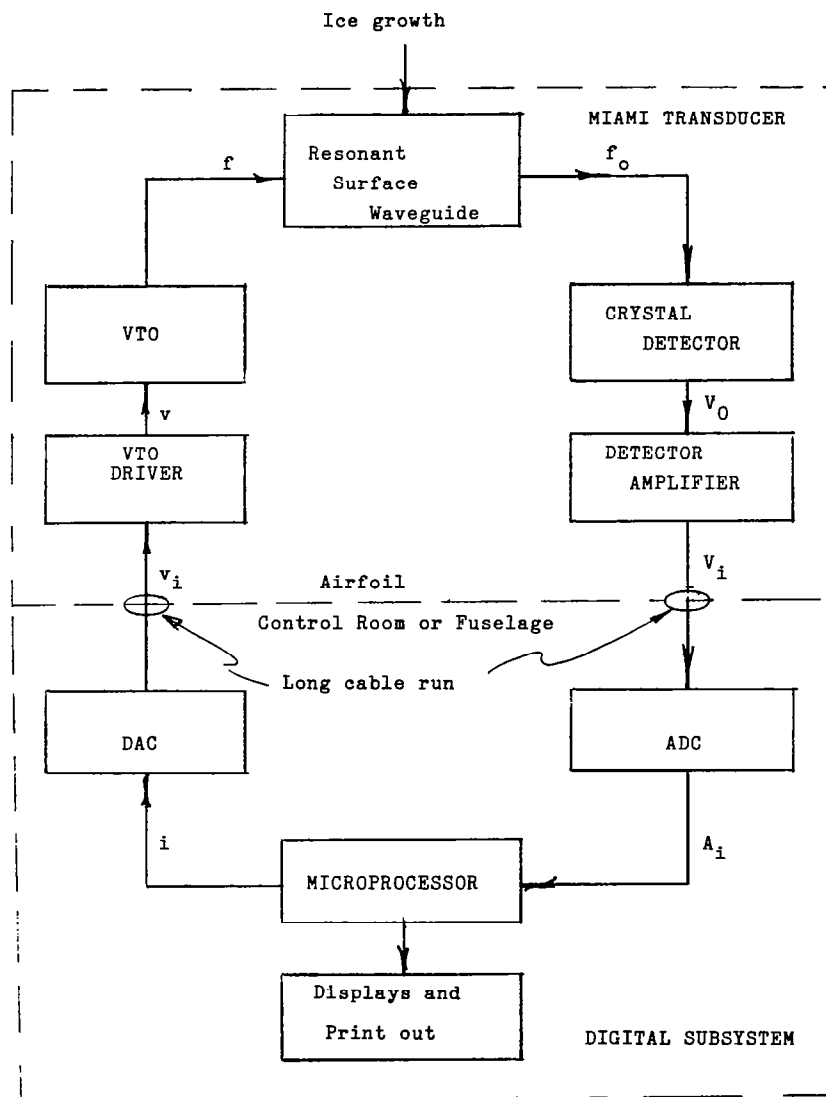 Ice growth
MIAMI TRANSDUCER
Resonant
Surface
Waveguide
f
f_o
VTO
CRYSTAL
DETECTOR
v
V_O
VTO
DRIVER
DETECTOR
AMPLIFIER
v_i
V_i
Airfoil
Control Room or Fuselage
Long cable run
DAC
ADC
i
A_i
MICROPROCESSOR
Displays and
Print out
DIGITAL SUBSYSTEM